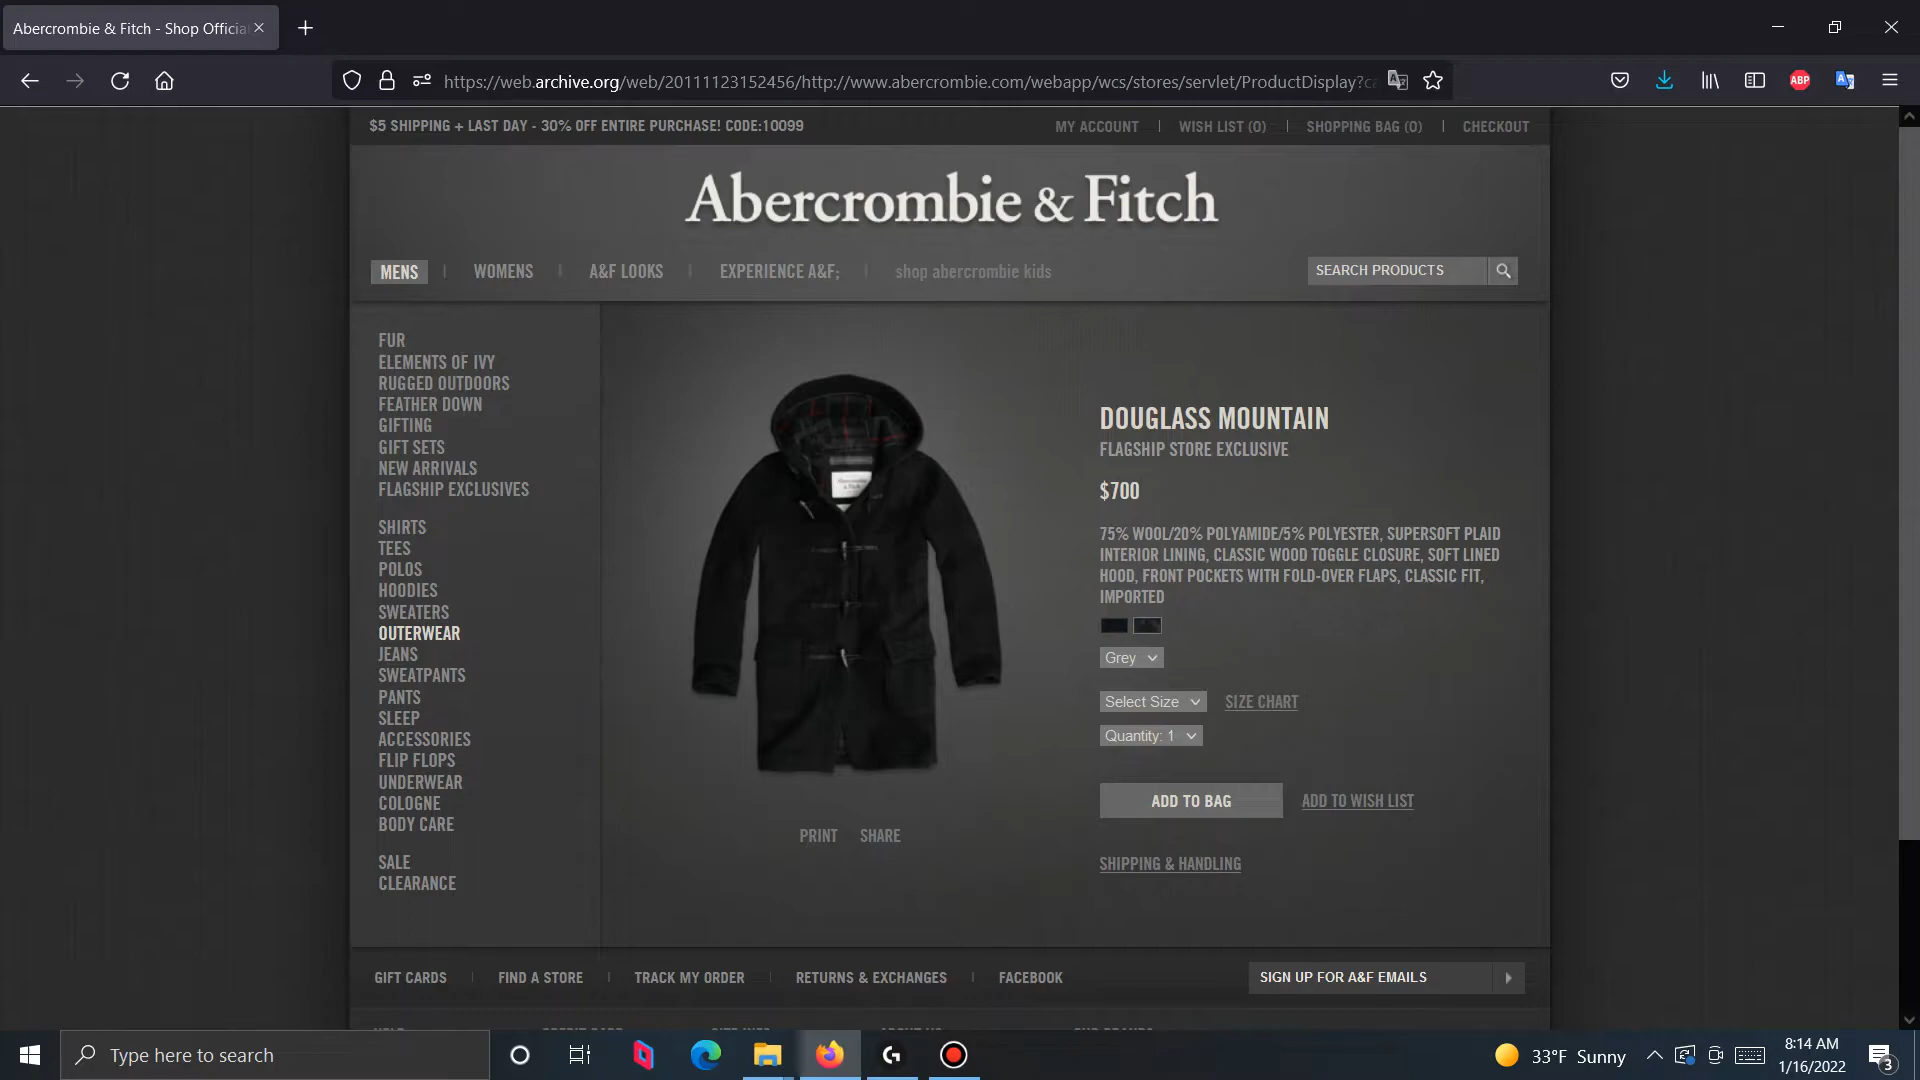 Abercrombie & Fitch - Shop Officia
https://web.archive.org/web/20111123152456/http://www.abercrombie.com/webapp/wcs/stores/servlet/ProductDisplay?ca
ABP
$5 SHIPPING + LAST DAY - 30% OFF ENTIRE PURCHASE! CODE:10099
MY ACCOUNT | WISH LIST (0) | SHOPPING BAG (0) | CHECKOUT
Abercrombie & Fitch
MENS | WOMENS | A&F LOOKS | EXPERIENCE A&F; | shop abercrombie kids
SEARCH PRODUCTS
FUR
ELEMENTS OF IVY
RUGGED OUTDOORS
FEATHER DOWN
GIFTING
GIFT SETS
NEW ARRIVALS
FLAGSHIP EXCLUSIVES
SHIRTS
TEES
POLOS
HOODIES
SWEATERS
OUTERWEAR
JEANS
SWEATPANTS
PANTS
SLEEP
ACCESSORIES
FLIP FLOPS
UNDERWEAR
COLOGNE
BODY CARE
SALE
CLEARANCE
PRINT SHARE
DOUGLASS MOUNTAIN
FLAGSHIP STORE EXCLUSIVE
$700
75% WOOL/20% POLYAMIDE/5% POLYESTER, SUPERSOFT PLAID
INTERIOR LINING, CLASSIC WOOD TOGGLE CLOSURE, SOFT LINED
HOOD, FRONT POCKETS WITH FOLD-OVER FLAPS, CLASSIC FIT,
IMPORTED
Grey
Select Size SIZE CHART
Quantity: 1
ADD TO BAG ADD TO WISH LIST
SHIPPING & HANDLING
GIFT CARDS | FIND A STORE | TRACK MY ORDER | RETURNS & EXCHANGES | FACEBOOK
SIGN UP FOR A&F EMAILS
Type here to search
33°F Sunny
8:14 AM
1/16/2022
3